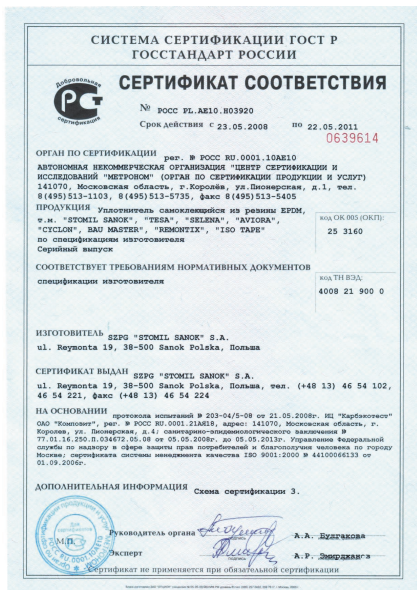 СИСТЕМА СЕРТИФИКАЦИИ ГОСТ Р
ГОССТАНДАРТ РОССИИ
Добровольная
сертификация
СЕРТИФИКАТ СООТВЕТСТВИЯ
№ РОСС PL.АЕ10.Н03920
Срок действия с 23.05.2008 по 22.05.2011
0639614
ОРГАН ПО СЕРТИФИКАЦИИ рег. № РОСС RU.0001.10АЕ10
АВТОНОМНАЯ НЕКОММЕРЧЕСКАЯ ОРГАНИЗАЦИЯ "ЦЕНТР СЕРТИФИКАЦИИ И
ИССЛЕДОВАНИЙ "МЕТРОНОМ" (ОРГАН ПО СЕРТИФИКАЦИИ ПРОДУКЦИИ И УСЛУГ)
141070, Московская область, г.Королёв, ул.Пионерская, д.1, тел.
8(495)513-1103, 8(495)513-5735, факс 8(495)513-5405
ПРОДУКЦИЯ Уплотнитель самоклеющийся из резины EPDM,
т.м. "STOMIL SANOK", "TESA", "SELENA", "AVIORA",
"CYCLON", BAU MASTER", "REMONTIX", "ISO TAPE"
по спецификациям изготовителя
Серийный выпуск
код ОК 005 (ОКП):
25 3160
СООТВЕТСТВУЕТ ТРЕБОВАНИЯМ НОРМАТИВНЫХ ДОКУМЕНТОВ
спецификации изготовителя
код ТН ВЭД:
4008 21 900 0
ИЗГОТОВИТЕЛЬ SZPG "STOMIL SANOK" S.A.
ul. Reymonta 19, 38-500 Sanok Polska, Польша
СЕРТИФИКАТ ВЫДАН SZPG "STOMIL SANOK" S.A.
ul. Reymonta 19, 38-500 Sanok Polska, Польша, тел. (+48 13) 46 54 102,
46 54 221, факс (+48 13) 46 54 224
НА ОСНОВАНИИ протокола испытаний № 203-04/5-08 от 21.05.2008г. ИЦ "Карбэкотест"
ОАО "Композит", рег. № РОСС RU.0001.21АЯ18, адрес: 141070, Московская область, г.
Королев, ул. Пионерская, д.4; санитарно-эпидемиологического заключения №
77.01.16.250.П.034672.05.08 от 05.05.2008г. до 05.05.2013г. Управление Федеральной
службы по надзору в сфере защиты прав потребителей и благополучия человека по городу
Москве; сертификата системы менеджмента качества ISO 9001:2000 № 44100066133 от
01.09.2006г.
ДОПОЛНИТЕЛЬНАЯ ИНФОРМАЦИЯ Схема сертификации 3.
Руководитель органа А.А. Булгакова
М.П.
Эксперт А.Р. Эмирджанса
Сертификат не применяется при обязательной сертификации